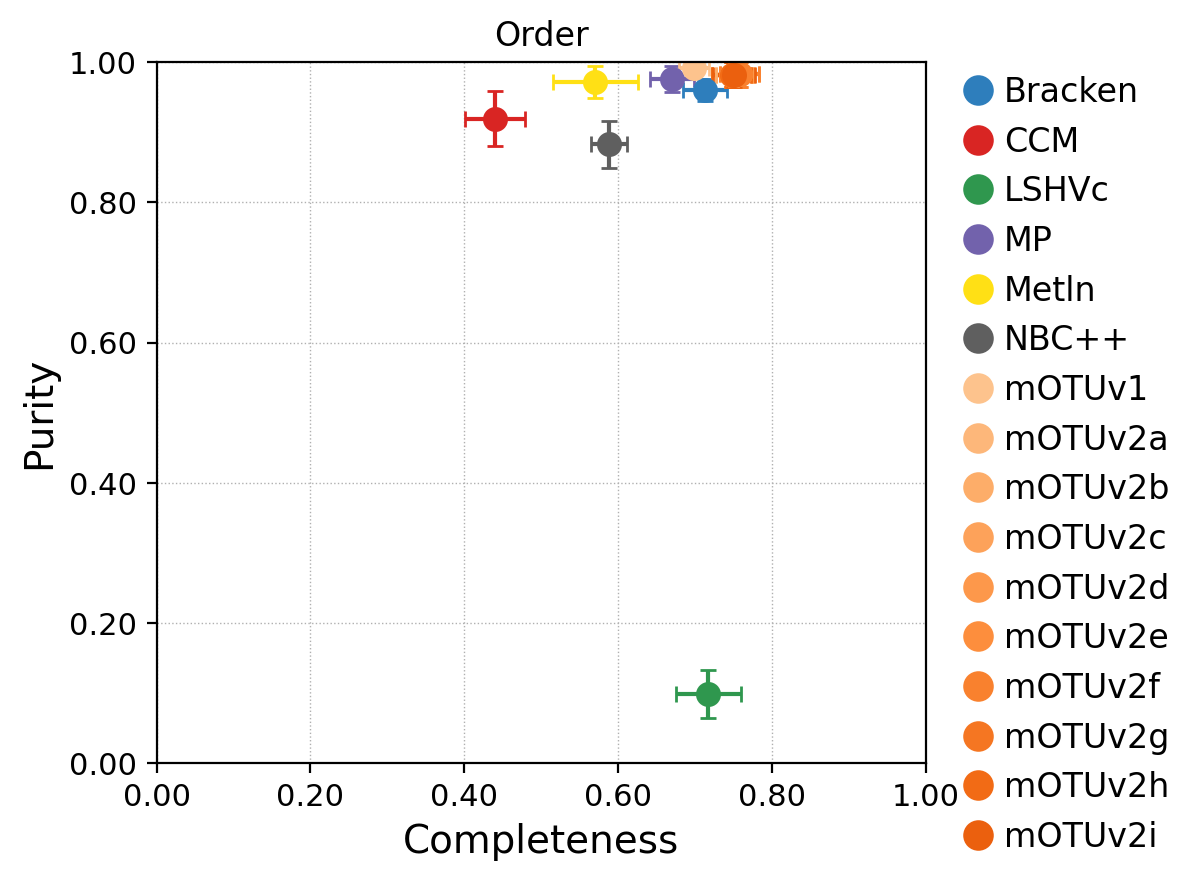 Order
1.00
0.80
0.60
0.40
0.20
0.00
Purity
0.00 0.20 0.40 0.60 0.80 1.00
Completeness
Bracken
CCM
LSHVc
MP
Metln
NBC++
mOTUv1
mOTUv2a
mOTUv2b
mOTUv2c
mOTUv2d
mOTUv2e
mOTUv2f
mOTUv2g
mOTUv2h
mOTUv2i